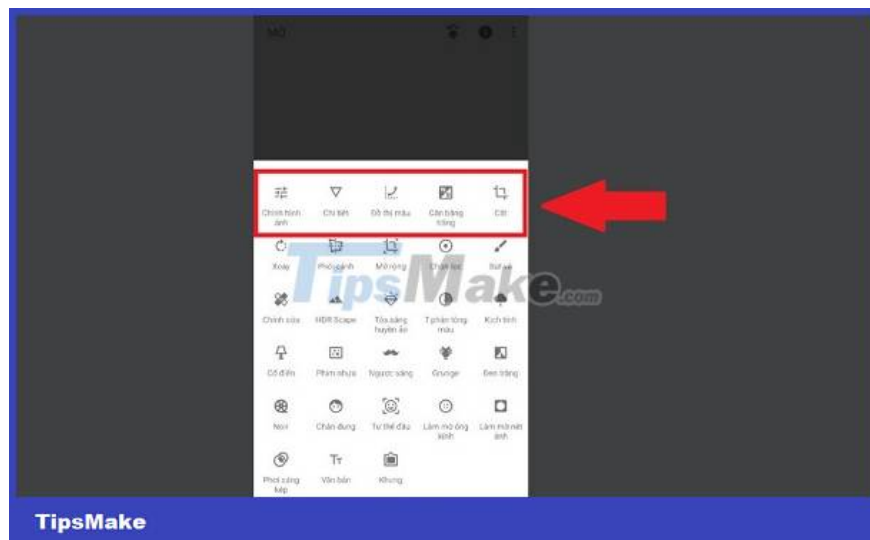 MỞ
Chỉnh hình ảnh
Chi tiết
Đồ thị màu
Cân bằng trắng
Cắt
Xoay
Phối cảnh
Mở rộng
Chọn lọc
Bút vẽ
Chỉnh sửa
HDR Scape
Tỏa sáng huyền ảo
T.phản tông màu
Kịch tính
Cổ điển
Phim nhựa
Ngược sáng
Grunge
Đen trắng
Noir
Chân dung
Tư thế đầu
Làm mờ ống kính
Làm mờ nét ảnh
Phơi sáng kép
Văn bản
Khung
TipsMake.com
TipsMake